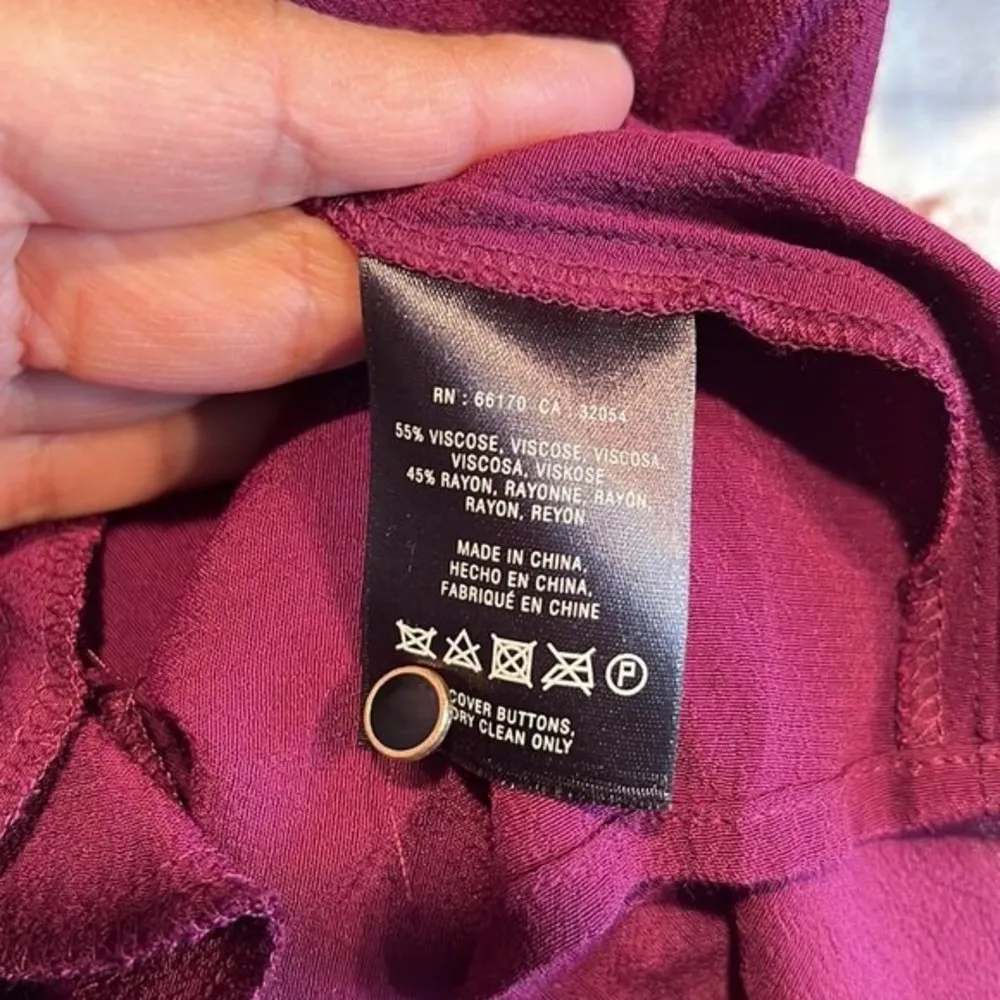 RN : 66170 CA : 32054
55% VISCOSE, VISCOSE, VISCOSA,
VISCOSA, VISKOSE
45% RAYON, RAYONNE, RAYON,
RAYON, REYON
MADE IN CHINA,
HECHO EN CHINA,
FABRIQUÉ EN CHINE
P
COVER BUTTONS,
DRY CLEAN ONLY